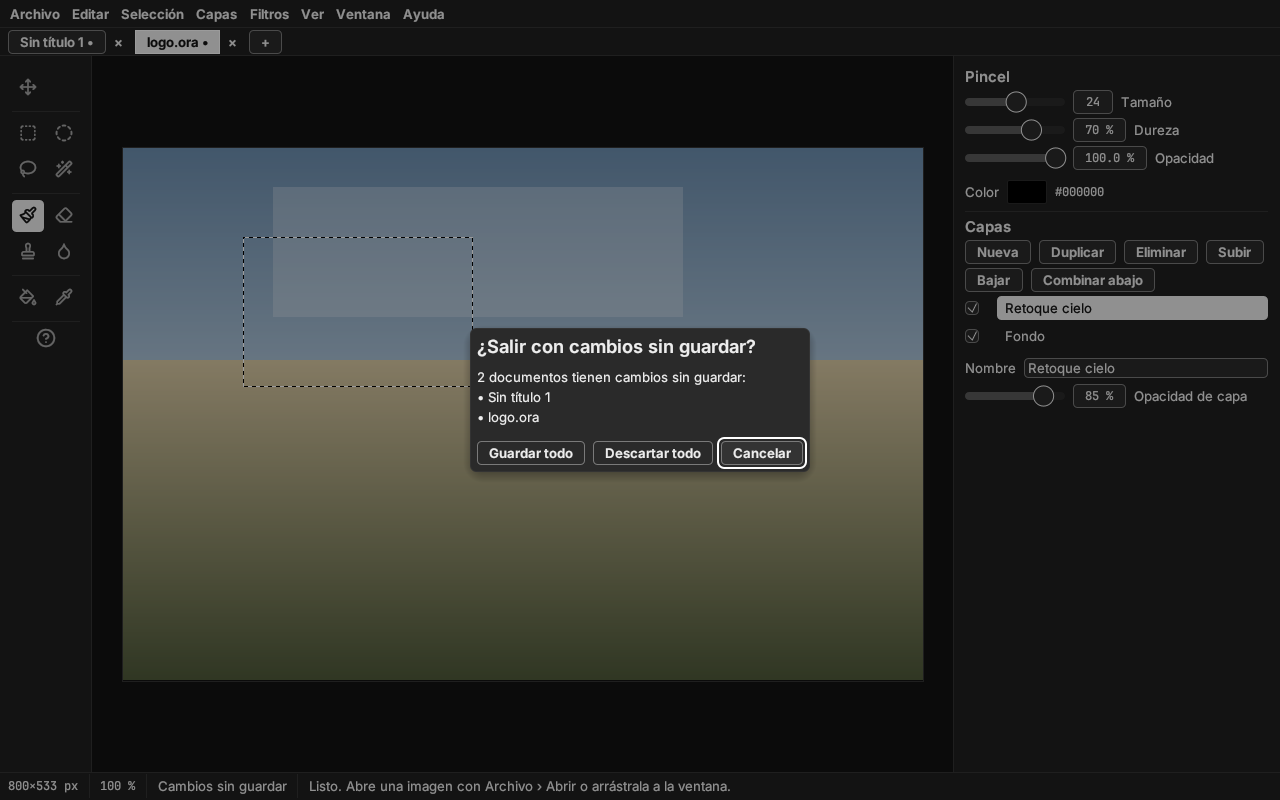 Archivo Editar Selección Capas Filtros Ver Ventana Ayuda
Sin título 1 • × logo.ora • × +
Pincel
24 Tamaño
70 % Dureza
100.0 % Opacidad
Color #000000
Capas
Nueva Duplicar Eliminar Subir
Bajar Combinar abajo
Retoque cielo
Fondo
Nombre Retoque cielo
85 % Opacidad de capa
¿Salir con cambios sin guardar?
2 documentos tienen cambios sin guardar:
• Sin título 1
• logo.ora
Guardar todo Descartar todo Cancelar
800×533 px 100 % Cambios sin guardar Listo. Abre una imagen con Archivo › Abrir o arrástrala a la ventana.